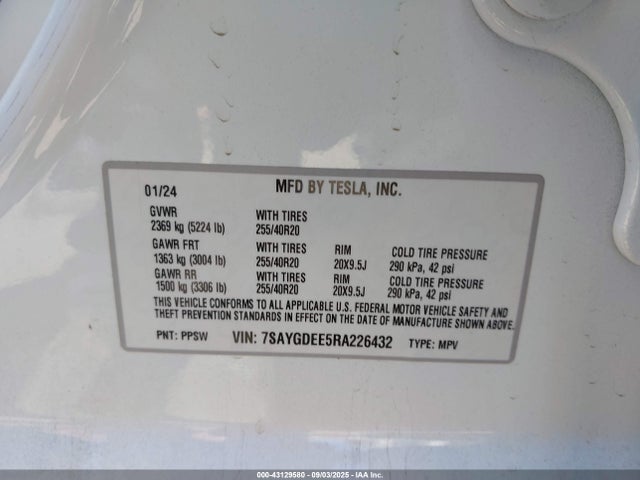 01/24 MFD BY TESLA, INC.
GVWR WITH TIRES
2369 kg (5224 lb) 255/40R20
GAWR FRT WITH TIRES RIM COLD TIRE PRESSURE
1363 kg (3004 lb) 255/40R20 20X9.5J 290 kPa, 42 psi
GAWR RR WITH TIRES RIM COLD TIRE PRESSURE
1500 kg (3306 lb) 255/40R20 20X9.5J 290 kPa, 42 psi
THIS VEHICLE CONFORMS TO ALL APPLICABLE U.S. FEDERAL MOTOR VEHICLE SAFETY AND
THEFT PREVENTION STANDARDS IN EFFECT ON THE DATE OF MANUFACTURE SHOWN ABOVE.
PNT: PPSW VIN: 7SAYGDEE5RA226432 TYPE: MPV
000-43129580 - 09/03/2025 - IAA, Inc.